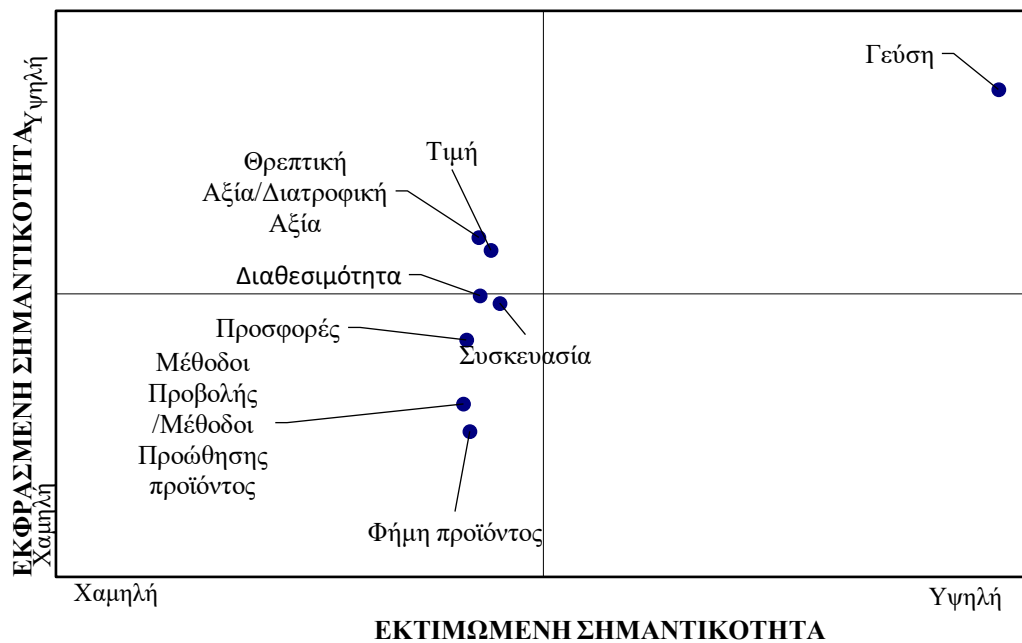 Υψηλή
ΕΚΦΡΑΣΜΕΝΗ ΣΗΜΑΝΤΙΚΟΤΗΤΑ
Χαμηλή
Γεύση
Τιμή
Θρεπτική
Αξία/Διατροφική
Αξία
Διαθεσιμότητα
Προσφορές
Συσκευασία
Μέθοδοι
Προβολής
/Μέθοδοι
Προώθησης
προϊόντος
Φήμη προϊόντος
Χαμηλή
Υψηλή
ΕΚΤΙΜΩΜΕΝΗ ΣΗΜΑΝΤΙΚΟΤΗΤΑ